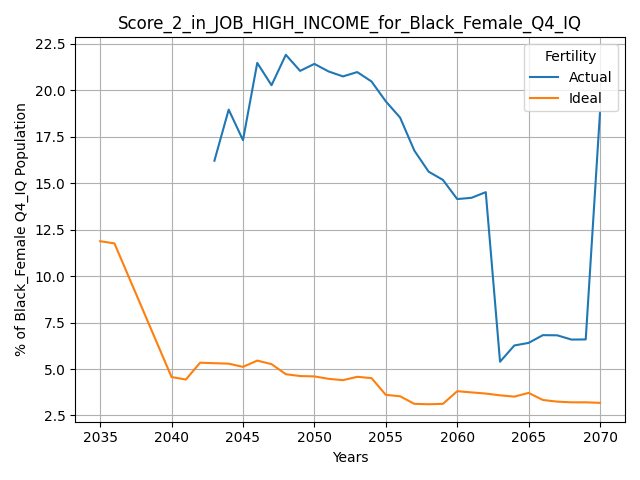 Score_2_in_JOB_HIGH_INCOME_for_Black_Female_Q4_IQ
% of Black_Female Q4_IQ Population
22.5
20.0
17.5
15.0
12.5
10.0
7.5
5.0
2.5
Fertility
Actual
Ideal
2035 2040 2045 2050 2055 2060 2065 2070
Years